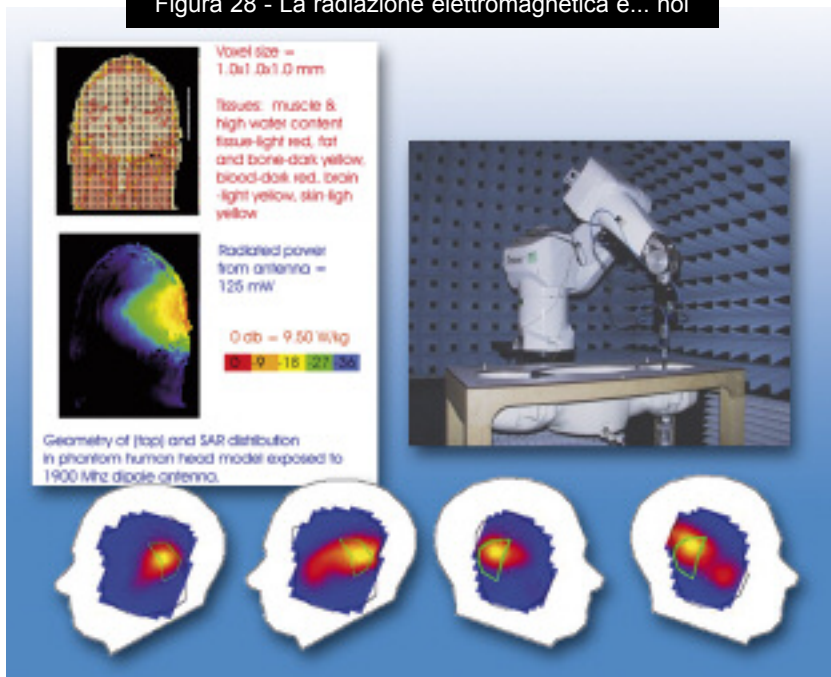 Figura 28 - La radiazione elettromagnetica e... noi
Voxel size =
1.0x1.0x1.0 mm
Tissues: muscle &
high water content
tissue-light red, fat
and bone-dark yellow,
blood-dark red, brain
-light yellow, skin-ligh
yellow
Radiated power
from antenna =
125 mW
0 db = 9.50 W/kg
0 -9 -18 -27 -36
Geometry of (top) and SAR distribution
in phantom human head model exposed to
1900 Mhz dipole antenna.